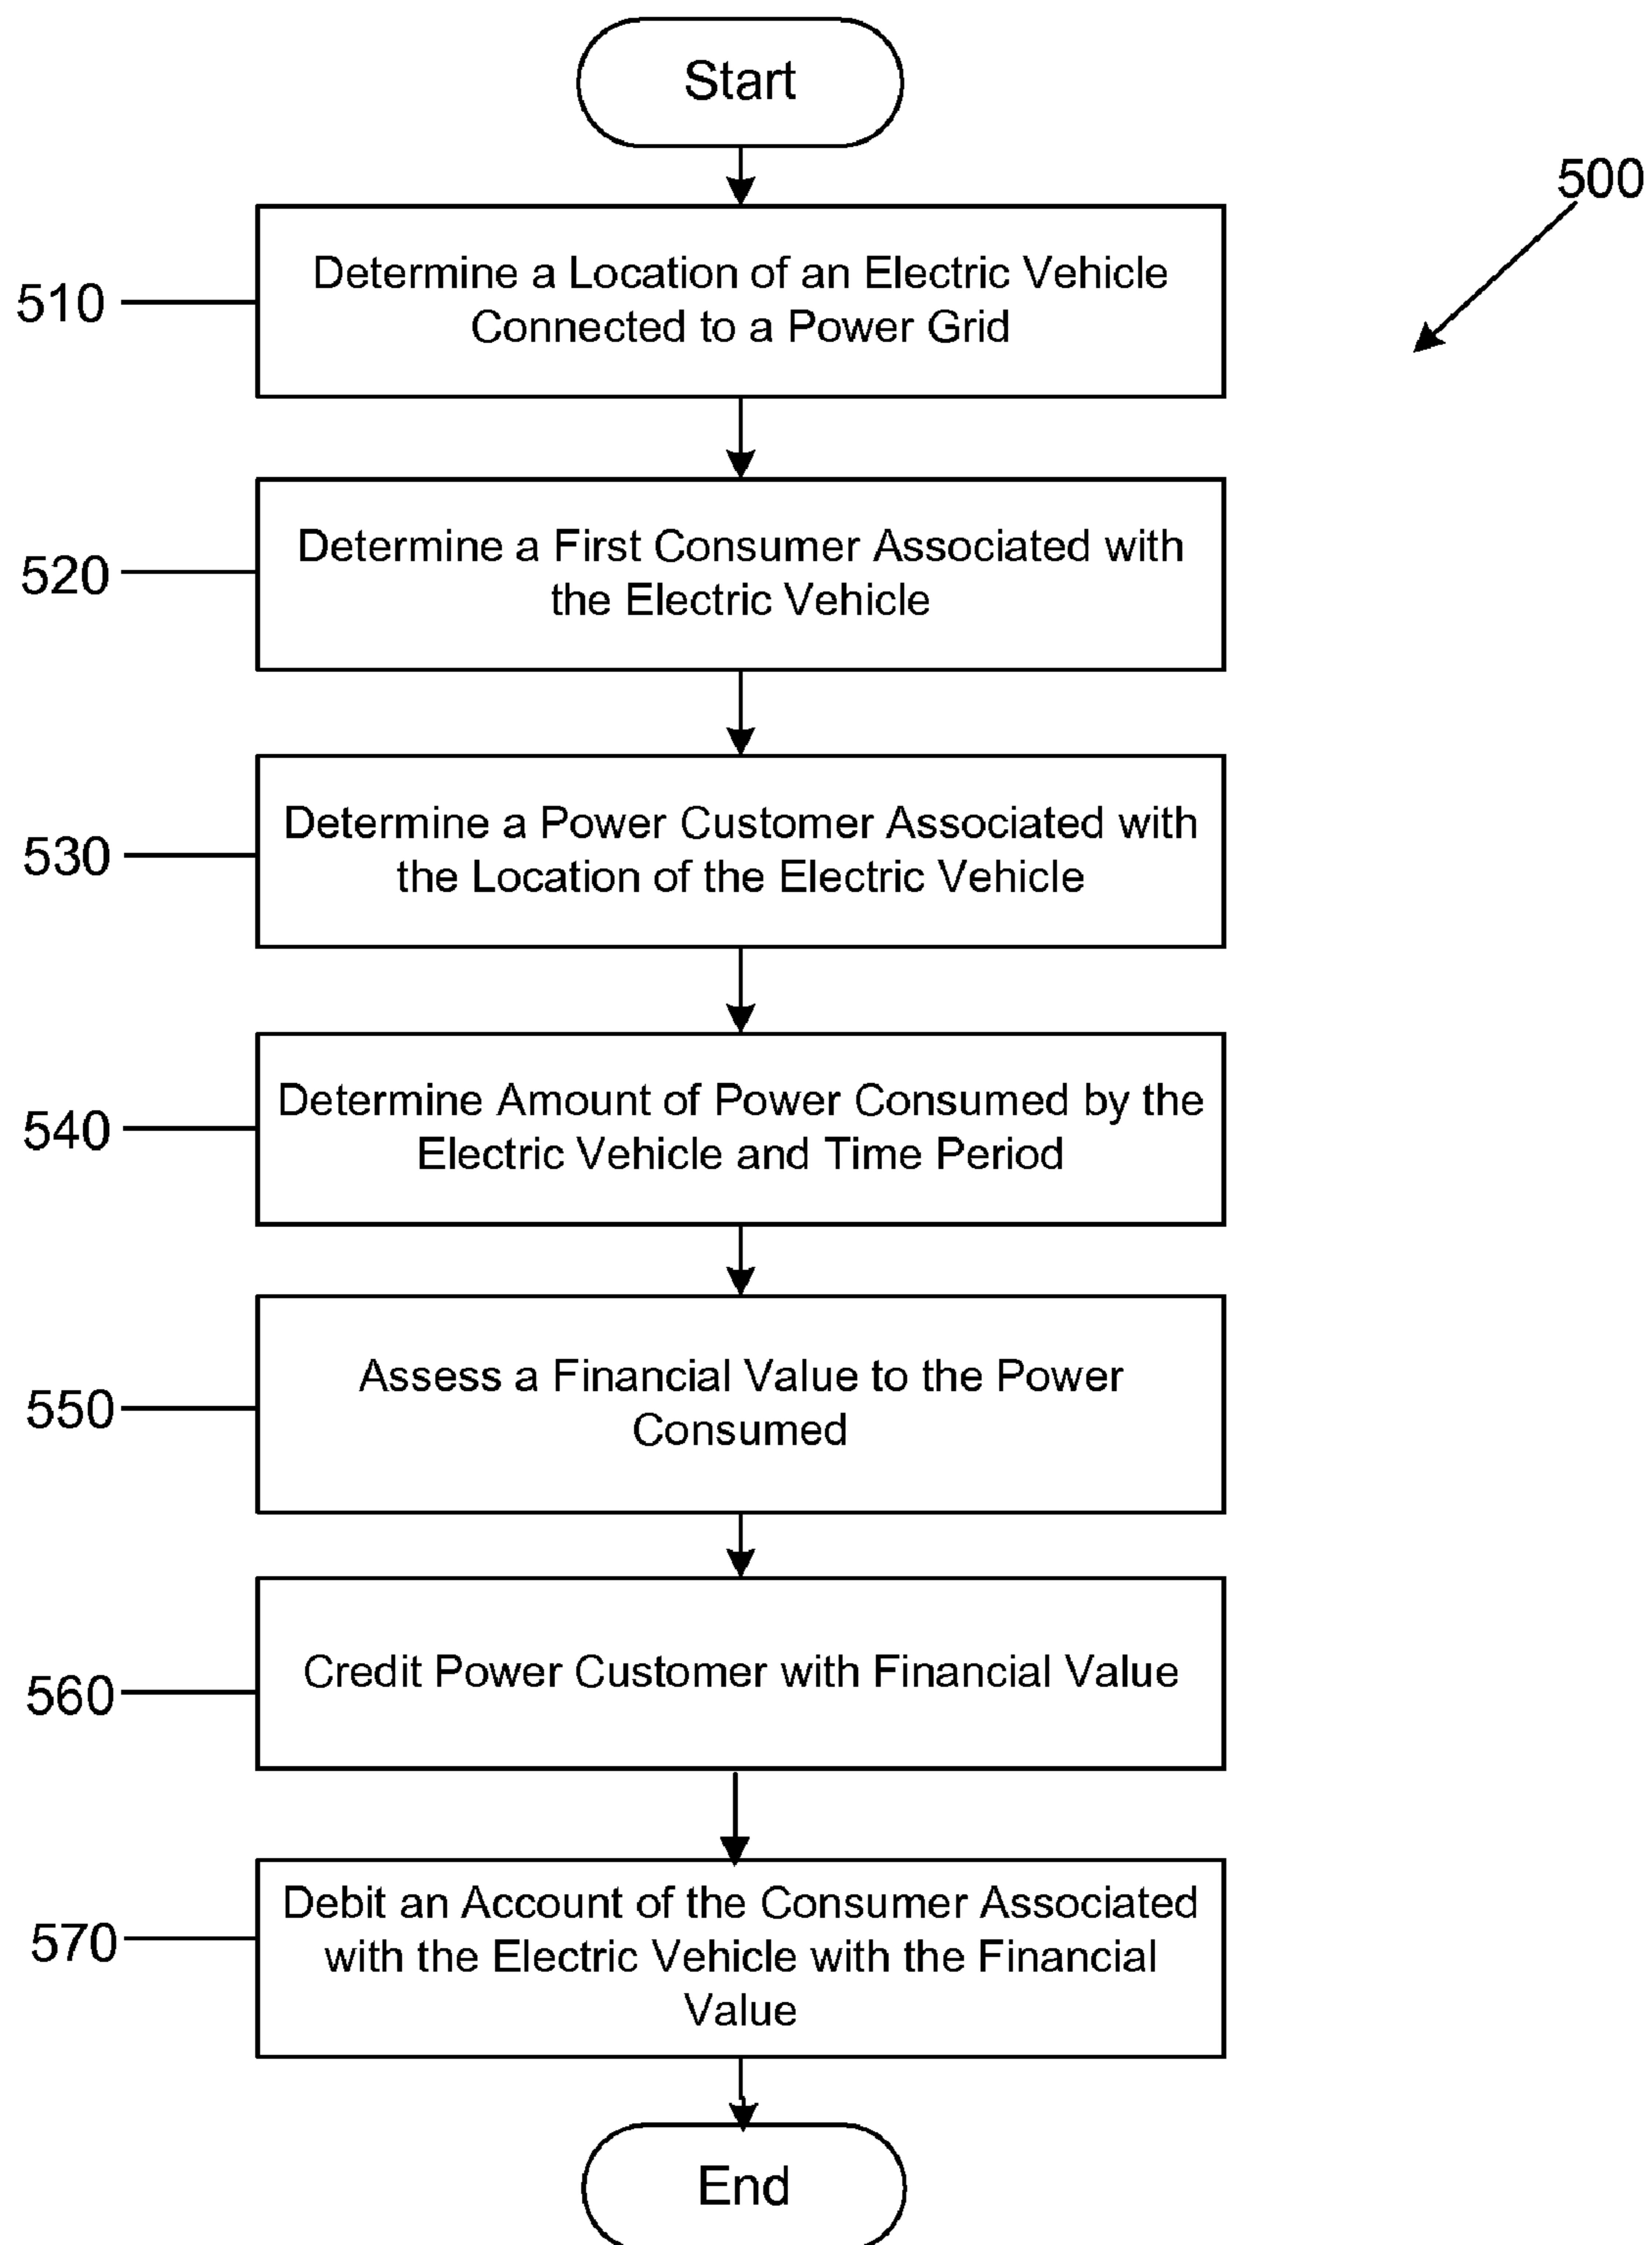 Start
500
510
Determine a Location of an Electric Vehicle
Connected to a Power Grid
520
Determine a First Consumer Associated with
the Electric Vehicle
530
Determine a Power Customer Associated with
the Location of the Electric Vehicle
540
Determine Amount of Power Consumed by the
Electric Vehicle and Time Period
550
Assess a Financial Value to the Power
Consumed
560
Credit Power Customer with Financial Value
570
Debit an Account of the Consumer Associated
with the Electric Vehicle with the Financial
Value
End